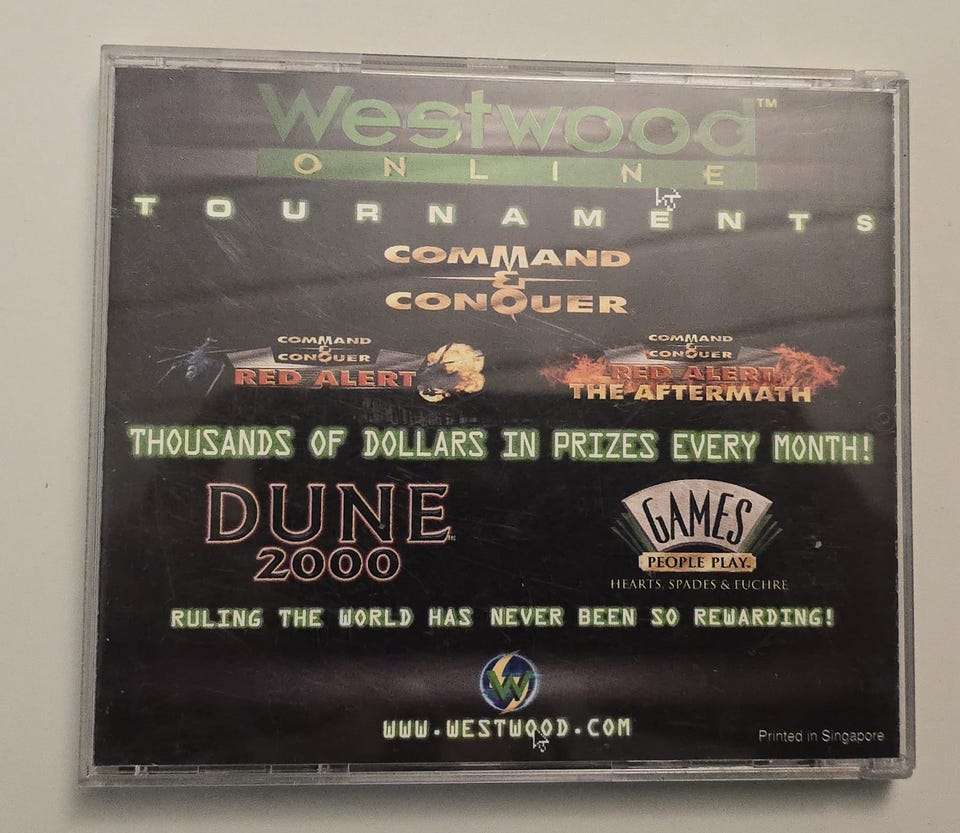 Westwood™
ONLINE
TOURNAMENTS
COMMAND
&
CONQUER
COMMAND
&
CONQUER
RED ALERT
COMMAND
&
CONQUER
RED ALERT
THE AFTERMATH
THOUSANDS OF DOLLARS IN PRIZES EVERY MONTH!
DUNE
2000
GAMES
PEOPLE PLAY
HEARTS, SPADES & EUCHRE
RULING THE WORLD HAS NEVER BEEN SO REWARDING!
W
WWW.WESTWOOD.COM
Printed in Singapore